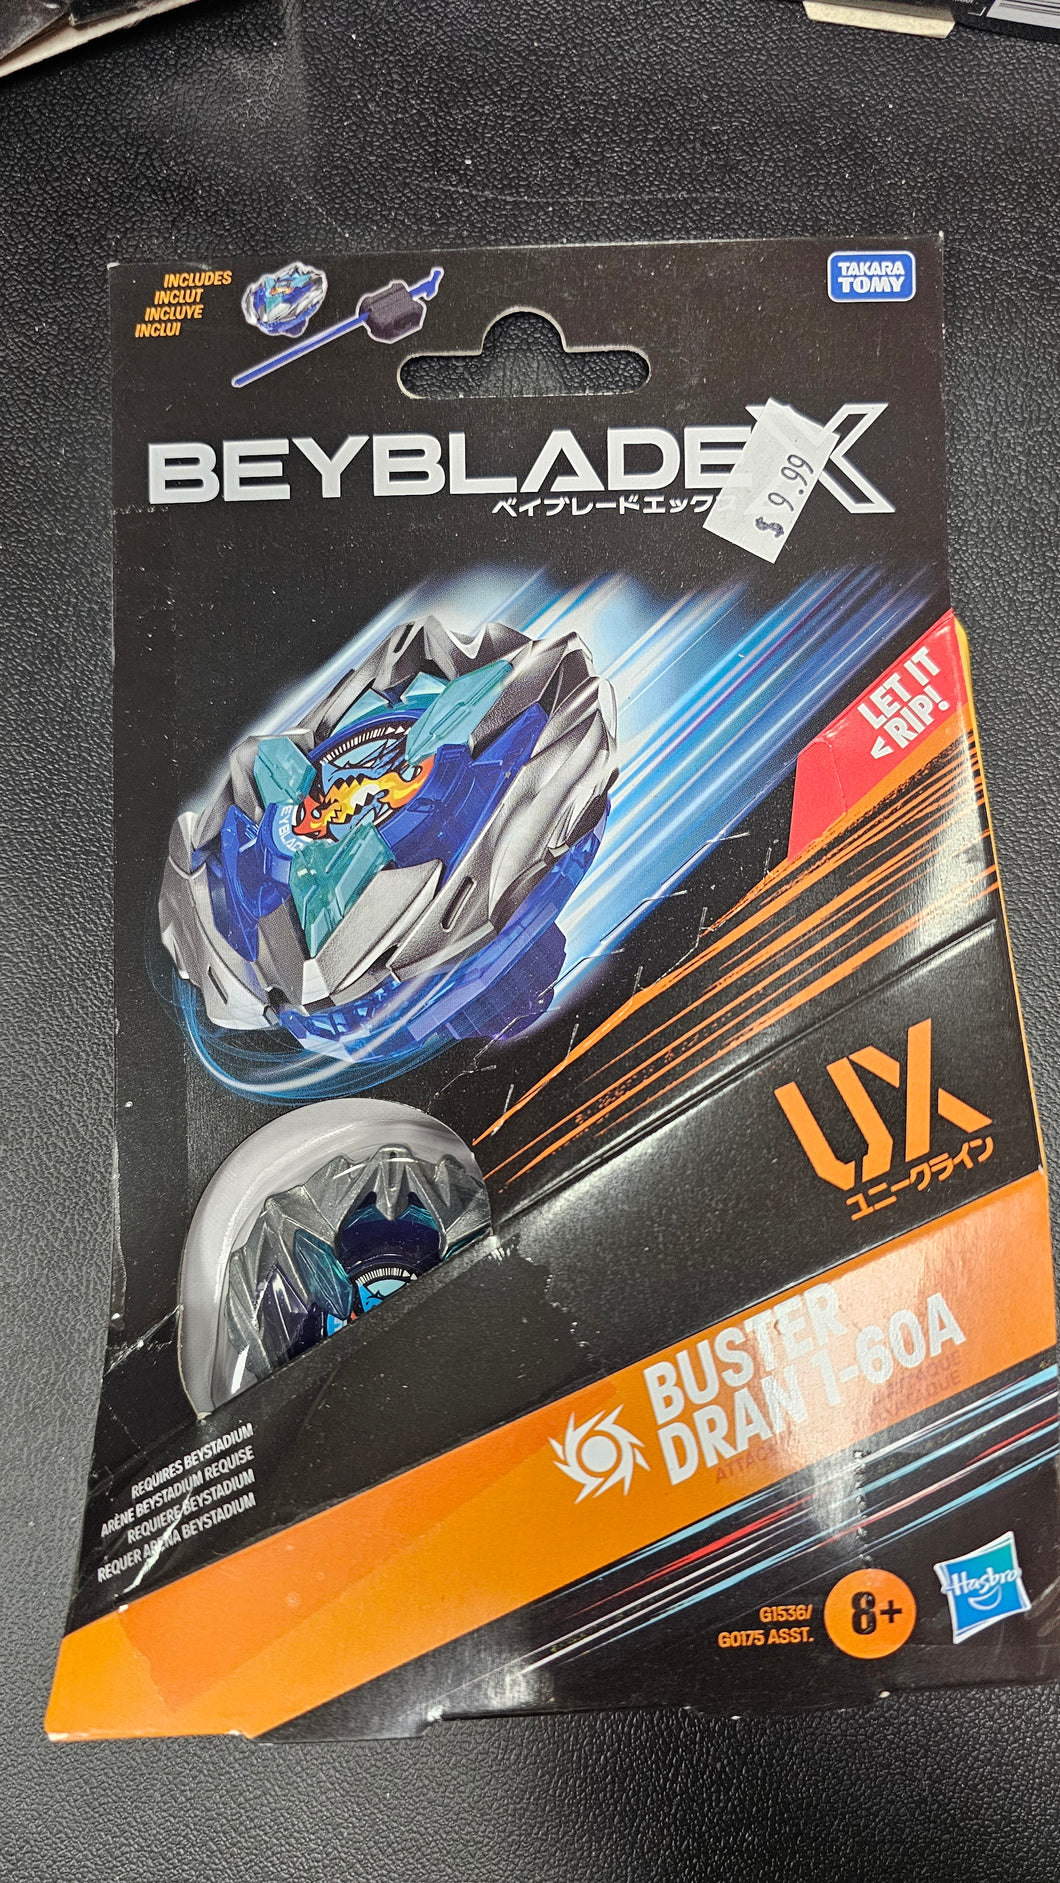 INCLUDES
INCLUT
INCLUYE
INCLUI
TAKARA
TOMY
BEYBLADE X
ベイブレードエックス
$9.99
LET IT
< RIP!
UX
ユニークライン
BUSTER
DRAN 1-60A
REQUIRES BEYSTADIUM
ARÈNE BEYSTADIUM REQUISE
REQUIERE BEYSTADIUM
REQUER ARENA BEYSTADIUM
G1536/
G0175 ASST.
8+
Hasbro